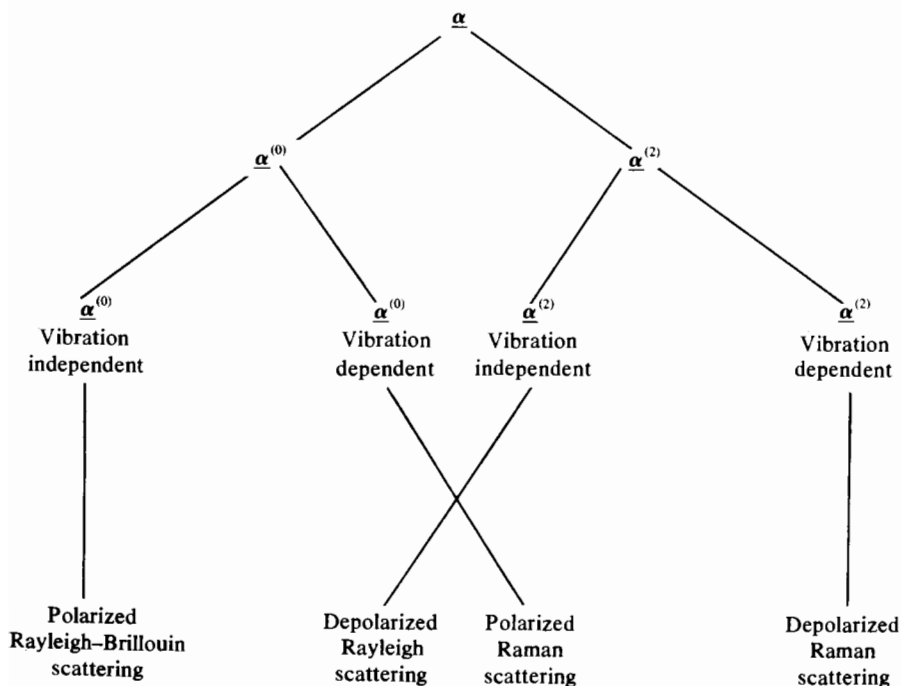 α
α(0)
α(2)
α(0)
Vibration
independent
α(0)
Vibration
dependent
α(2)
Vibration
independent
α(2)
Vibration
dependent
Polarized
Rayleigh–Brillouin
scattering
Depolarized
Rayleigh
scattering
Polarized
Raman
scattering
Depolarized
Raman
scattering